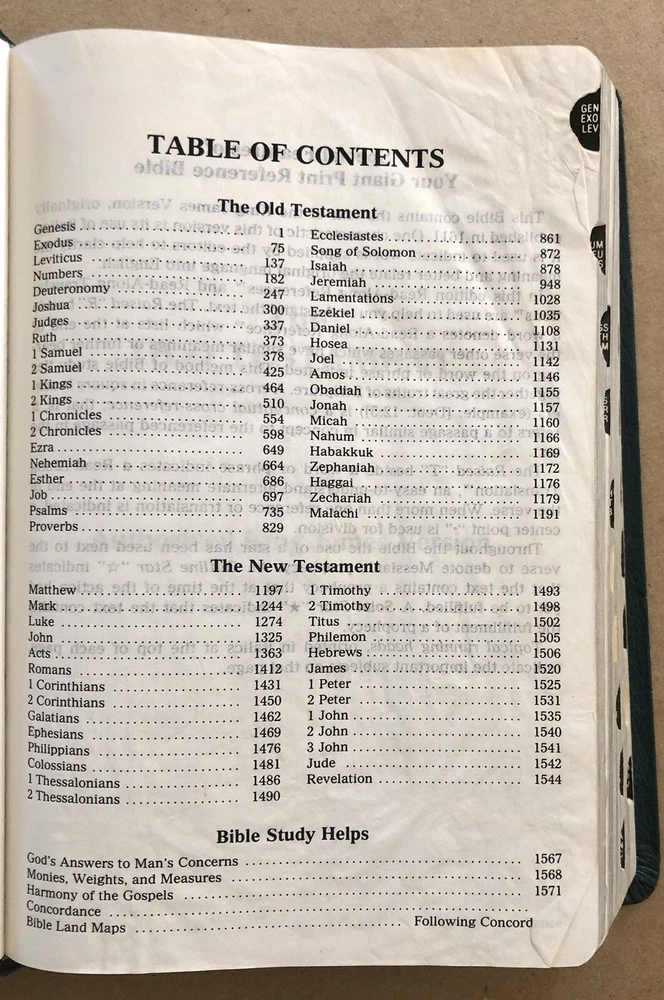 TABLE OF CONTENTS
The Old Testament
Genesis 1
Exodus 75
Leviticus 137
Numbers 182
Deuteronomy 247
Joshua 300
Judges 337
Ruth 373
1 Samuel 378
2 Samuel 425
1 Kings 464
2 Kings 510
1 Chronicles 554
2 Chronicles 598
Ezra 649
Nehemiah 664
Esther 686
Job 697
Psalms 735
Proverbs 829
Ecclesiastes 861
Song of Solomon 872
Isaiah 878
Jeremiah 948
Lamentations 1028
Ezekiel 1035
Daniel 1108
Hosea 1131
Joel 1142
Amos 1146
Obadiah 1155
Jonah 1157
Micah 1160
Nahum 1166
Habakkuk 1169
Zephaniah 1172
Haggai 1176
Zechariah 1179
Malachi 1191
The New Testament
Matthew 1197
Mark 1244
Luke 1274
John 1325
Acts 1363
Romans 1412
1 Corinthians 1431
2 Corinthians 1450
Galatians 1462
Ephesians 1469
Philippians 1476
Colossians 1481
1 Thessalonians 1486
2 Thessalonians 1490
1 Timothy 1493
2 Timothy 1498
Titus 1502
Philemon 1505
Hebrews 1506
James 1520
1 Peter 1525
2 Peter 1531
1 John 1535
2 John 1540
3 John 1541
Jude 1542
Revelation 1544
Bible Study Helps
God's Answers to Man's Concerns 1567
Monies, Weights, and Measures 1568
Harmony of the Gospels 1571
Concordance
Bible Land Maps Following Concord
GEN
EXO
LEV